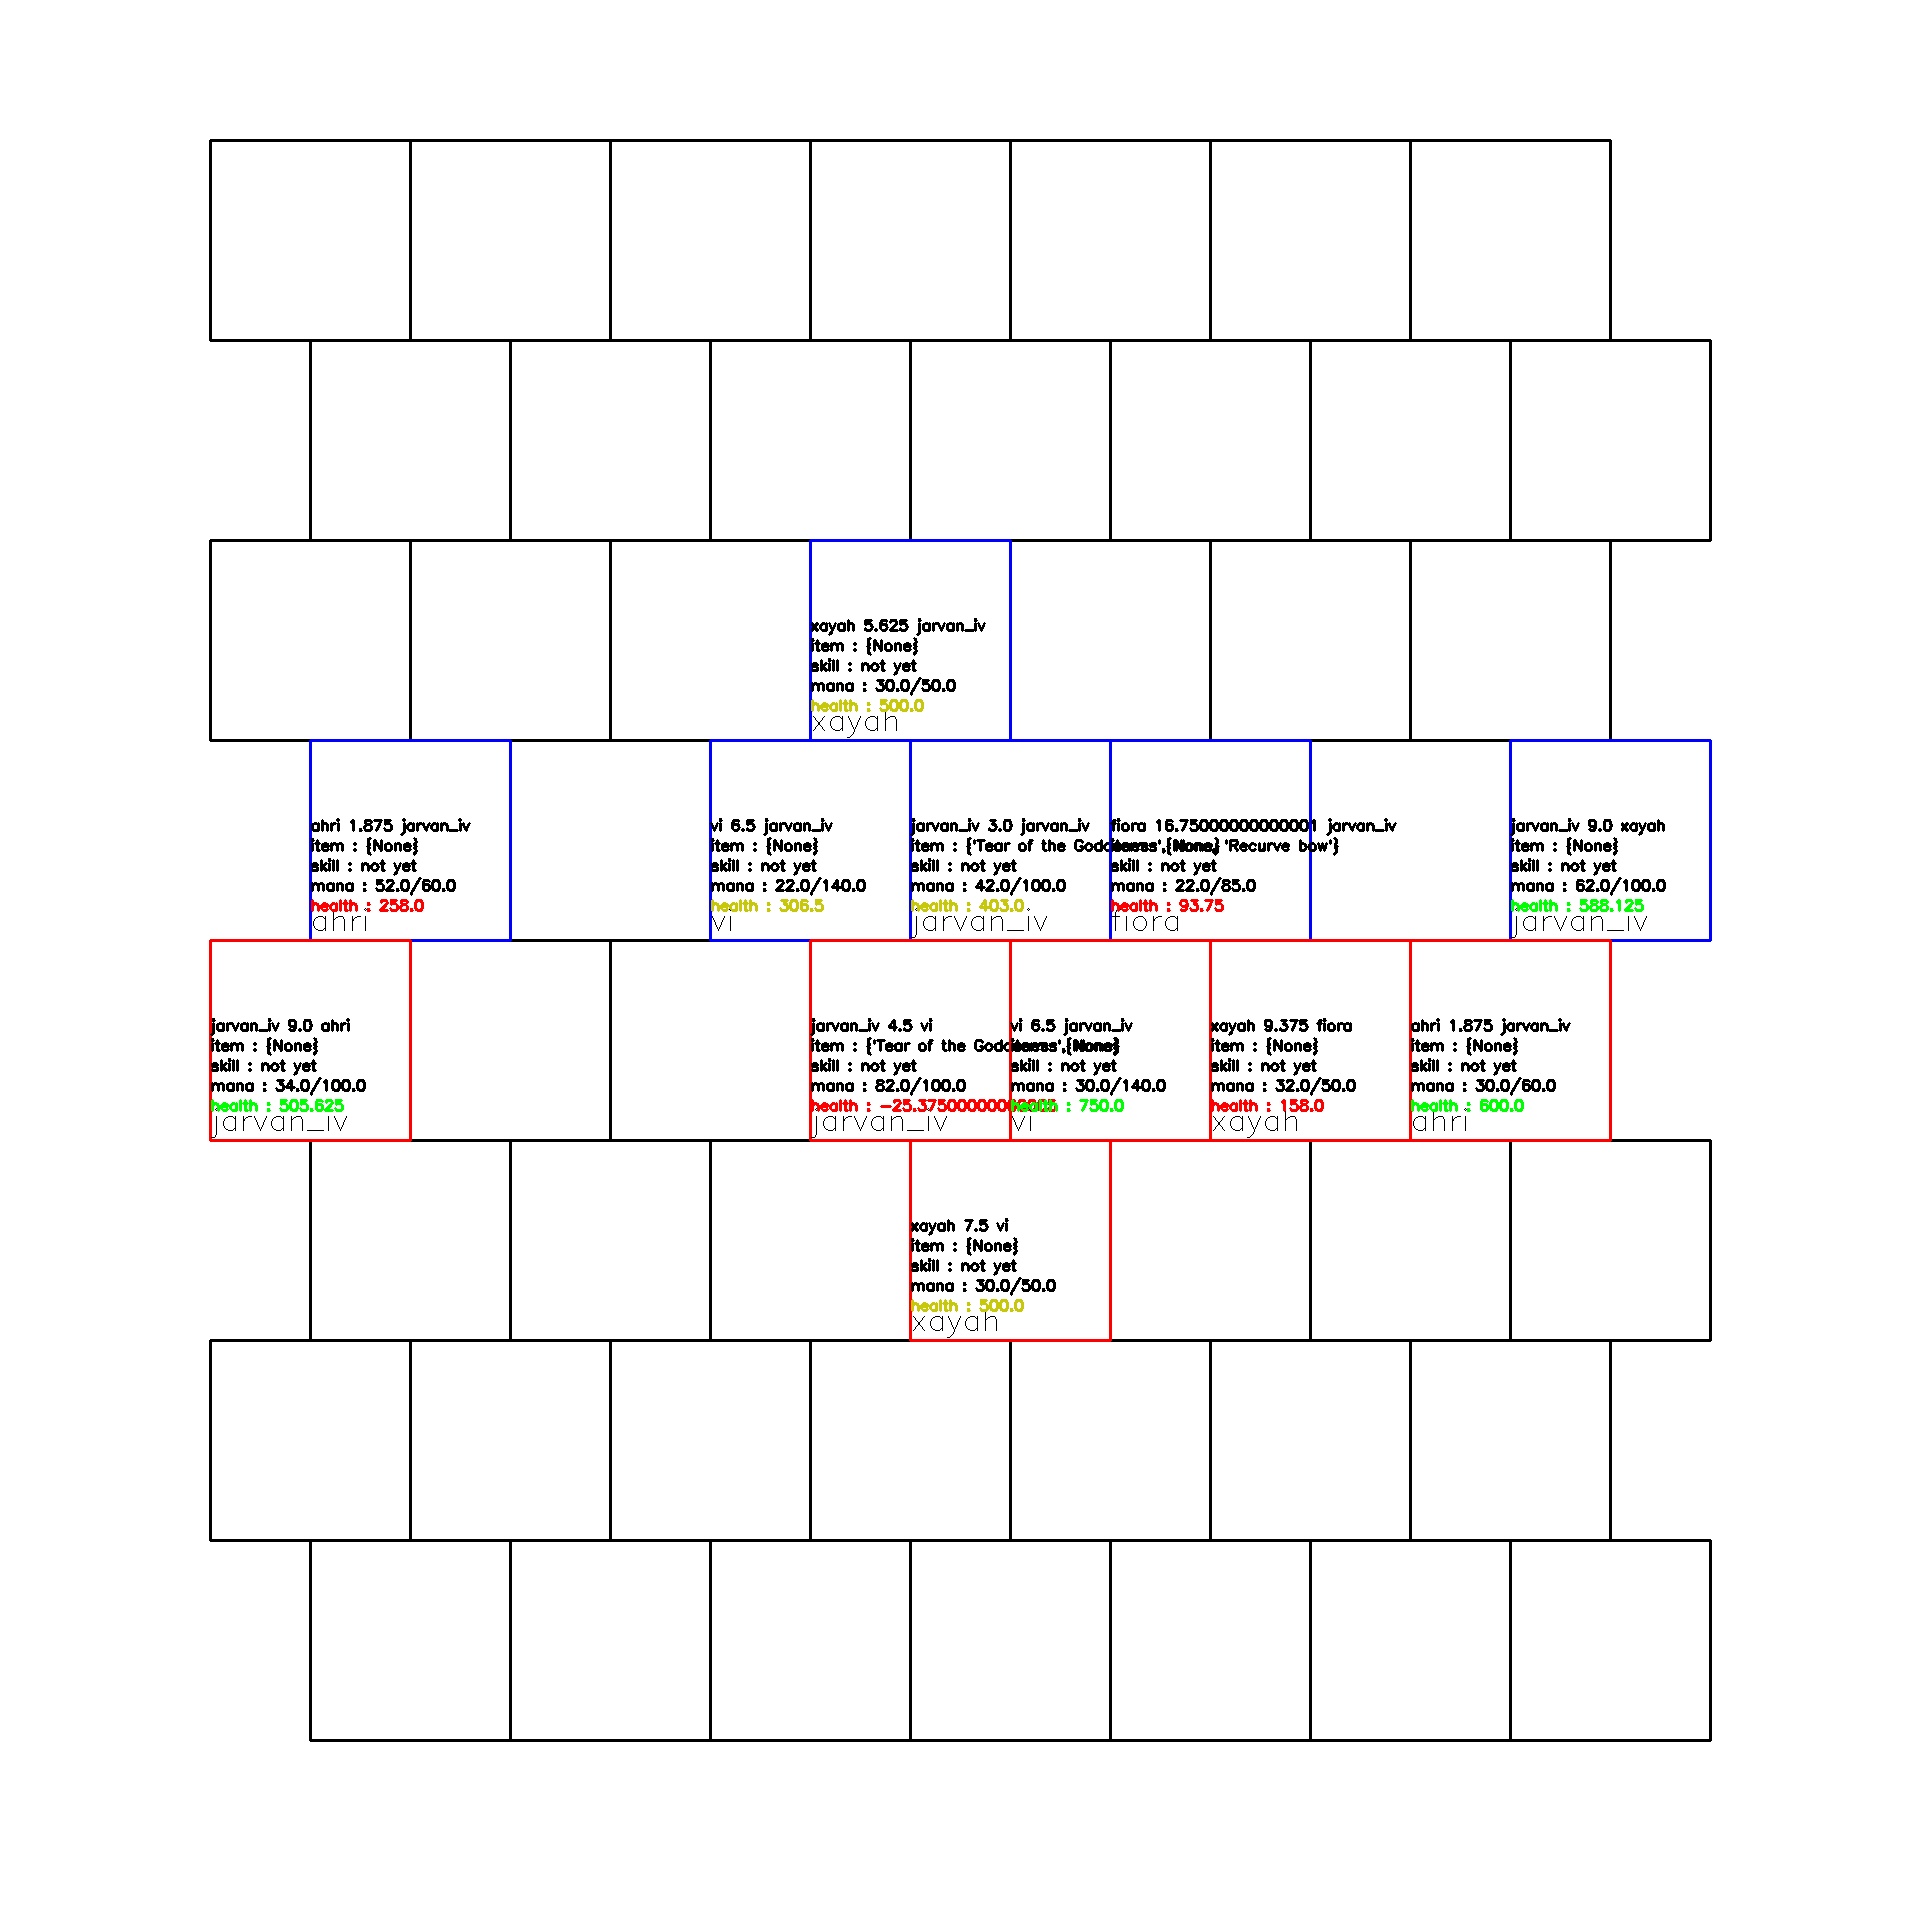 xayah 5.625 jarvan_iv
item : {None}
skill : not yet
mana : 30.0/50.0
health : 500.0
xayah
ahri 1.875 jarvan_iv
item : {None}
skill : not yet
mana : 52.0/60.0
health : 258.0
ahri
vi 6.5 jarvan_iv
item : {None}
skill : not yet
mana : 22.0/140.0
health : 306.5
vi
jarvan_iv 3.0 jarvan_iv
item : {'Tear of the 'Recurve bow'}
skill : not yet
mana : 42.0/100.0
health : 403.0
jarvan_iv
fiora 16.75000000000001 jarvan_iv
item : {None}
skill : not yet
mana : 22.0/85.0
health : 93.75
fiora
jarvan_iv 9.0 xayah
item : {None}
skill : not yet
mana : 62.0/100.0
health : 588.125
jarvan_iv
jarvan_iv 9.0 ahri
item : {None}
skill : not yet
mana : 34.0/100.0
health : 505.625
jarvan_iv
jarvan_iv 4.5 vi
item : {'Tear of the
skill : not yet
mana : 82.0/100.0
health :
jarvan_iv
vi 6.5 jarvan_iv
item : {None}
skill : not yet
mana : 30.0/140.0
health : 750.0
vi
xayah 9.375 fiora
item : {None}
skill : not yet
mana : 32.0/50.0
health : 158.0
xayah
ahri 1.875 jarvan_iv
item : {None}
skill : not yet
mana : 30.0/60.0
health : 600.0
ahri
xayah 7.5 vi
item : {None}
skill : not yet
mana : 30.0/50.0
health : 500.0
xayah